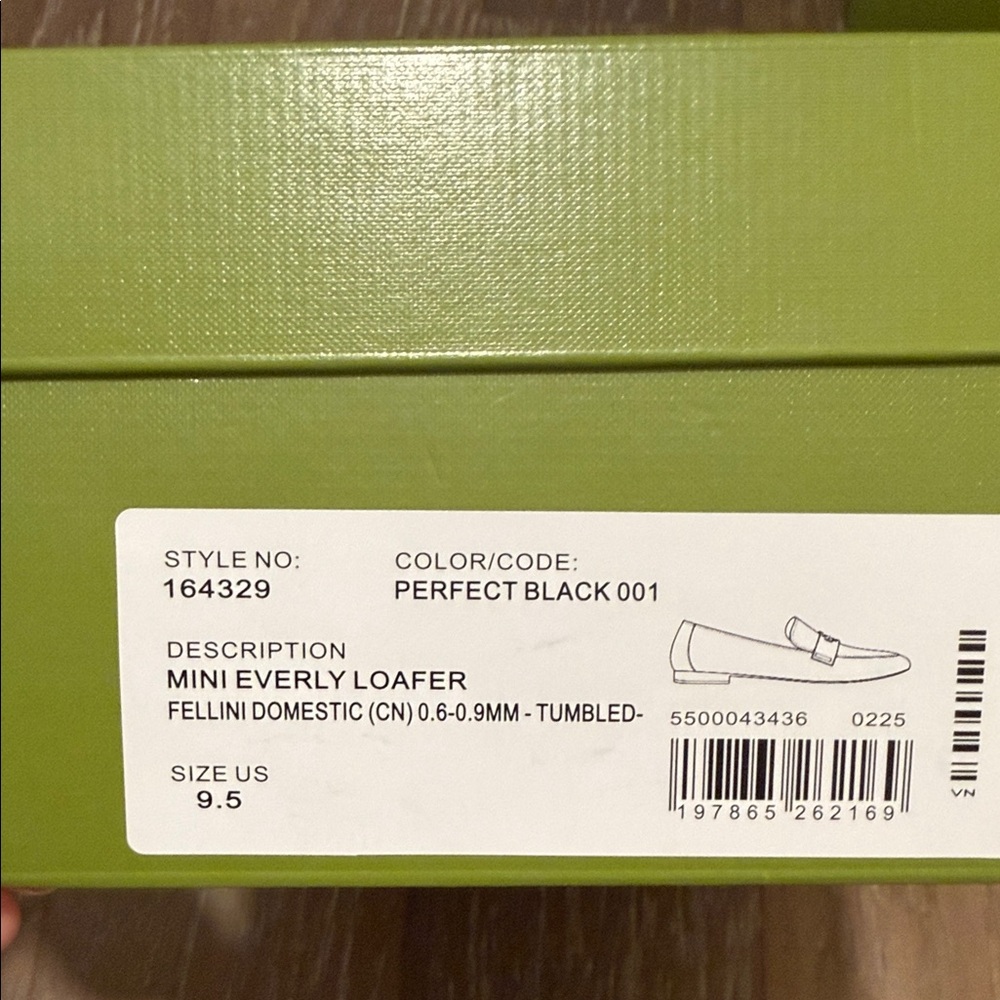 STYLE NO: COLOR/CODE:
164329 PERFECT BLACK 001
DESCRIPTION
MINI EVERLY LOAFER
FELLINI DOMESTIC (CN) 0.6-0.9MM - TUMBLED-
5500043436 0225
SIZE US
9.5
197865 262169
VN